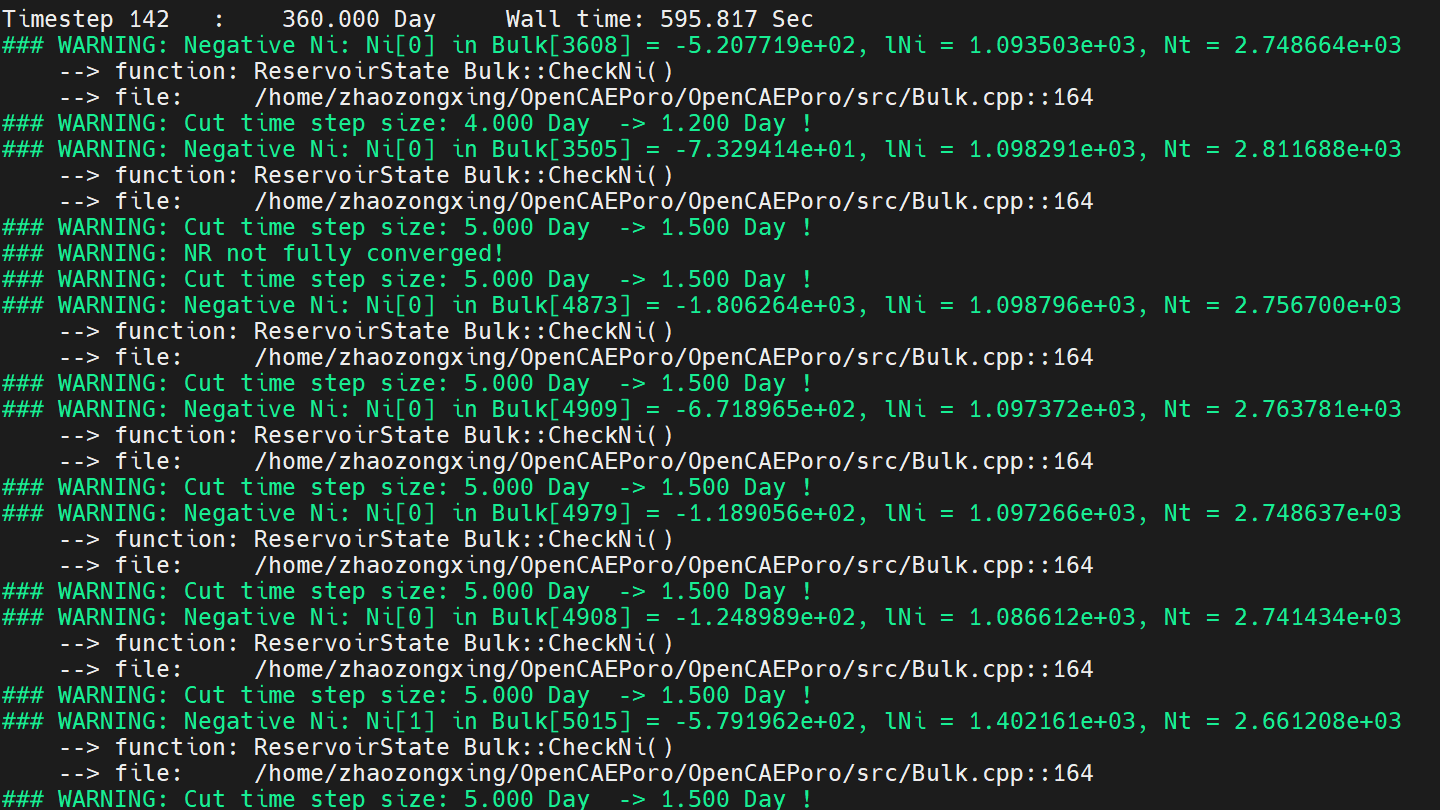 Timestep 142   :    360.000 Day     Wall time: 595.817 Sec
### WARNING: Negative Ni: Ni[0] in Bulk[3608] = -5.207719e+02, lNi = 1.093503e+03, Nt = 2.748664e+03
    --> function: ReservoirState Bulk::CheckNi()
    --> file:     /home/zhaozongxing/OpenCAEPoro/OpenCAEPoro/src/Bulk.cpp::164
### WARNING: Cut time step size: 4.000 Day  -> 1.200 Day !
### WARNING: Negative Ni: Ni[0] in Bulk[3505] = -7.329414e+01, lNi = 1.098291e+03, Nt = 2.811688e+03
    --> function: ReservoirState Bulk::CheckNi()
    --> file:     /home/zhaozongxing/OpenCAEPoro/OpenCAEPoro/src/Bulk.cpp::164
### WARNING: Cut time step size: 5.000 Day  -> 1.500 Day !
### WARNING: NR not fully converged!
### WARNING: Cut time step size: 5.000 Day  -> 1.500 Day !
### WARNING: Negative Ni: Ni[0] in Bulk[4873] = -1.806264e+03, lNi = 1.098796e+03, Nt = 2.756700e+03
    --> function: ReservoirState Bulk::CheckNi()
    --> file:     /home/zhaozongxing/OpenCAEPoro/OpenCAEPoro/src/Bulk.cpp::164
### WARNING: Cut time step size: 5.000 Day  -> 1.500 Day !
### WARNING: Negative Ni: Ni[0] in Bulk[4909] = -6.718965e+02, lNi = 1.097372e+03, Nt = 2.763781e+03
    --> function: ReservoirState Bulk::CheckNi()
    --> file:     /home/zhaozongxing/OpenCAEPoro/OpenCAEPoro/src/Bulk.cpp::164
### WARNING: Cut time step size: 5.000 Day  -> 1.500 Day !
### WARNING: Negative Ni: Ni[0] in Bulk[4979] = -1.189056e+02, lNi = 1.097266e+03, Nt = 2.748637e+03
    --> function: ReservoirState Bulk::CheckNi()
    --> file:     /home/zhaozongxing/OpenCAEPoro/OpenCAEPoro/src/Bulk.cpp::164
### WARNING: Cut time step size: 5.000 Day  -> 1.500 Day !
### WARNING: Negative Ni: Ni[0] in Bulk[4908] = -1.248989e+02, lNi = 1.086612e+03, Nt = 2.741434e+03
    --> function: ReservoirState Bulk::CheckNi()
    --> file:     /home/zhaozongxing/OpenCAEPoro/OpenCAEPoro/src/Bulk.cpp::164
### WARNING: Cut time step size: 5.000 Day  -> 1.500 Day !
### WARNING: Negative Ni: Ni[1] in Bulk[5015] = -5.791962e+02, lNi = 1.402161e+03, Nt = 2.661208e+03
    --> function: ReservoirState Bulk::CheckNi()
    --> file:     /home/zhaozongxing/OpenCAEPoro/OpenCAEPoro/src/Bulk.cpp::164
### WARNING: Cut time step size: 5.000 Day  -> 1.500 Day !